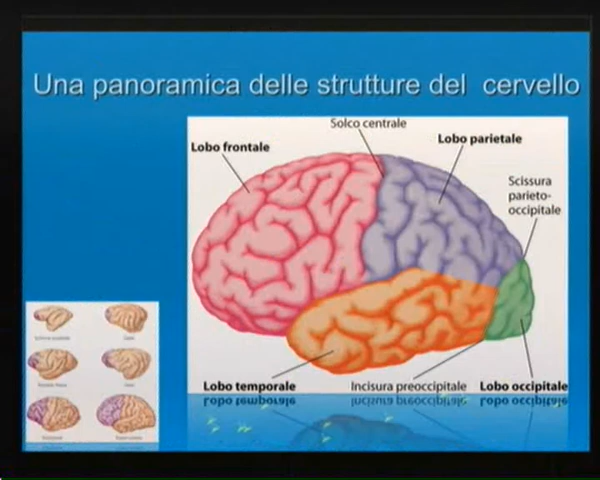 Una panoramica delle strutture del cervello
Solco centrale
Lobo frontale
Lobo parietale
Scissura
parieto-
occipitale
Lobo temporale
Incisura preoccipitale
Lobo occipitale